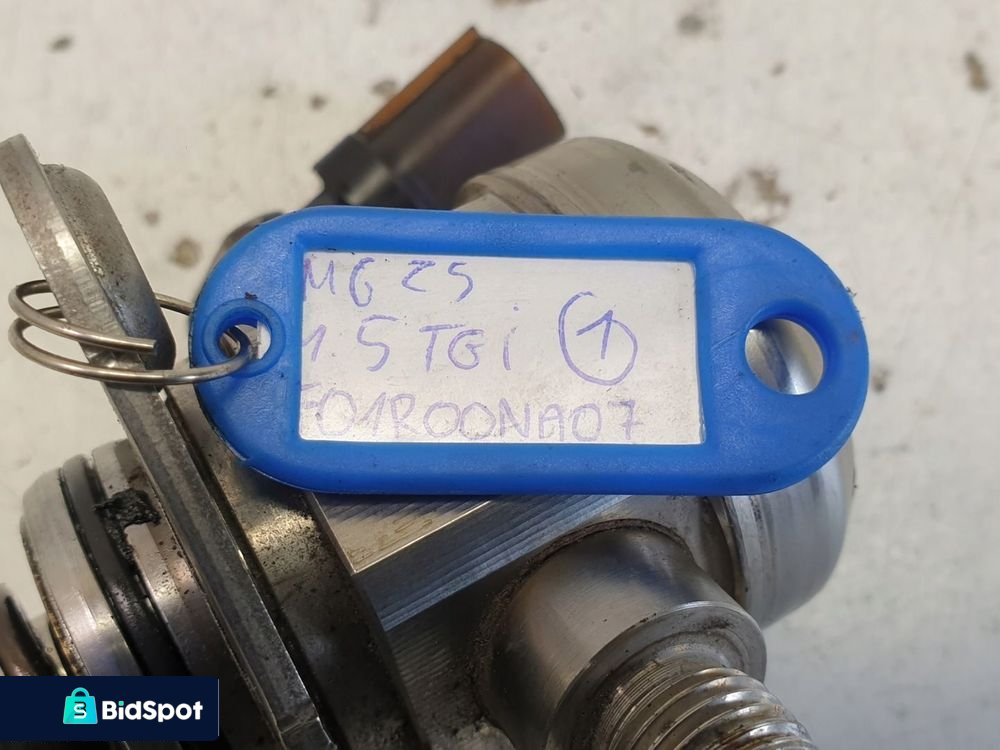 MG ZS
1.5 TGi ①
F01R00NA07
BidSpot